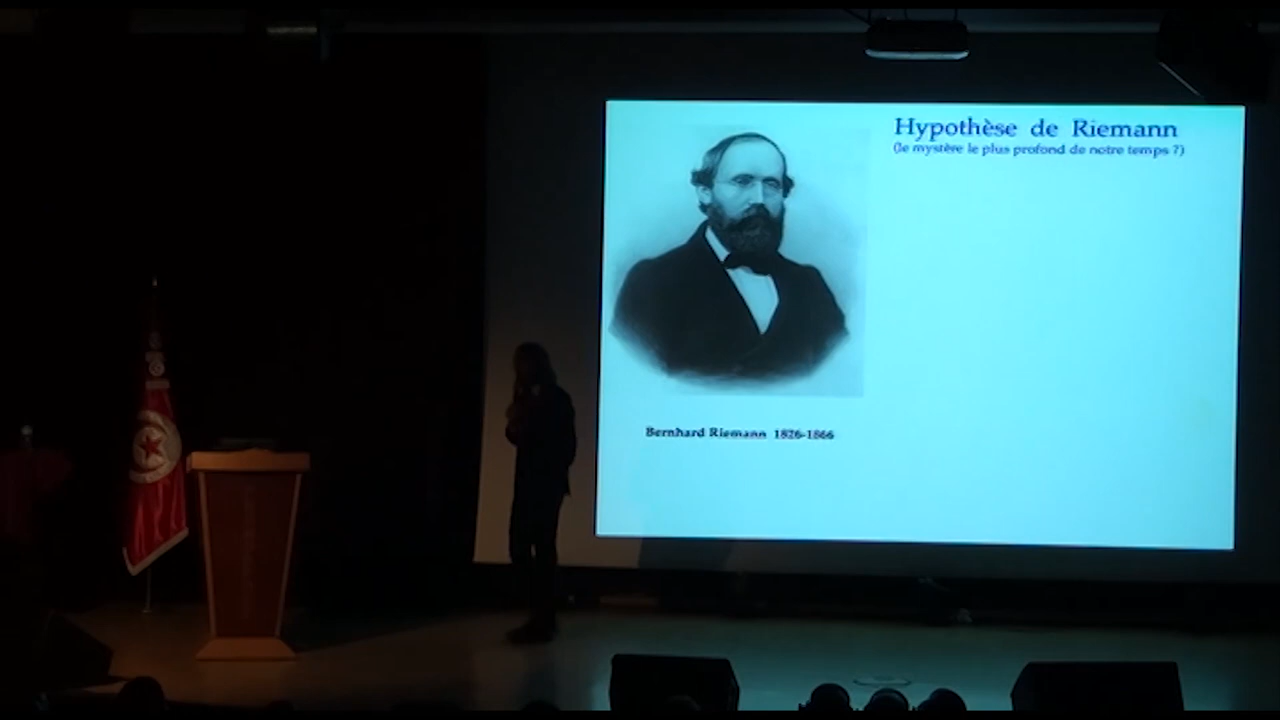 Hypothèse de Riemann
(le mystère le plus profond de notre temps ?)
Bernhard Riemann 1826-1866